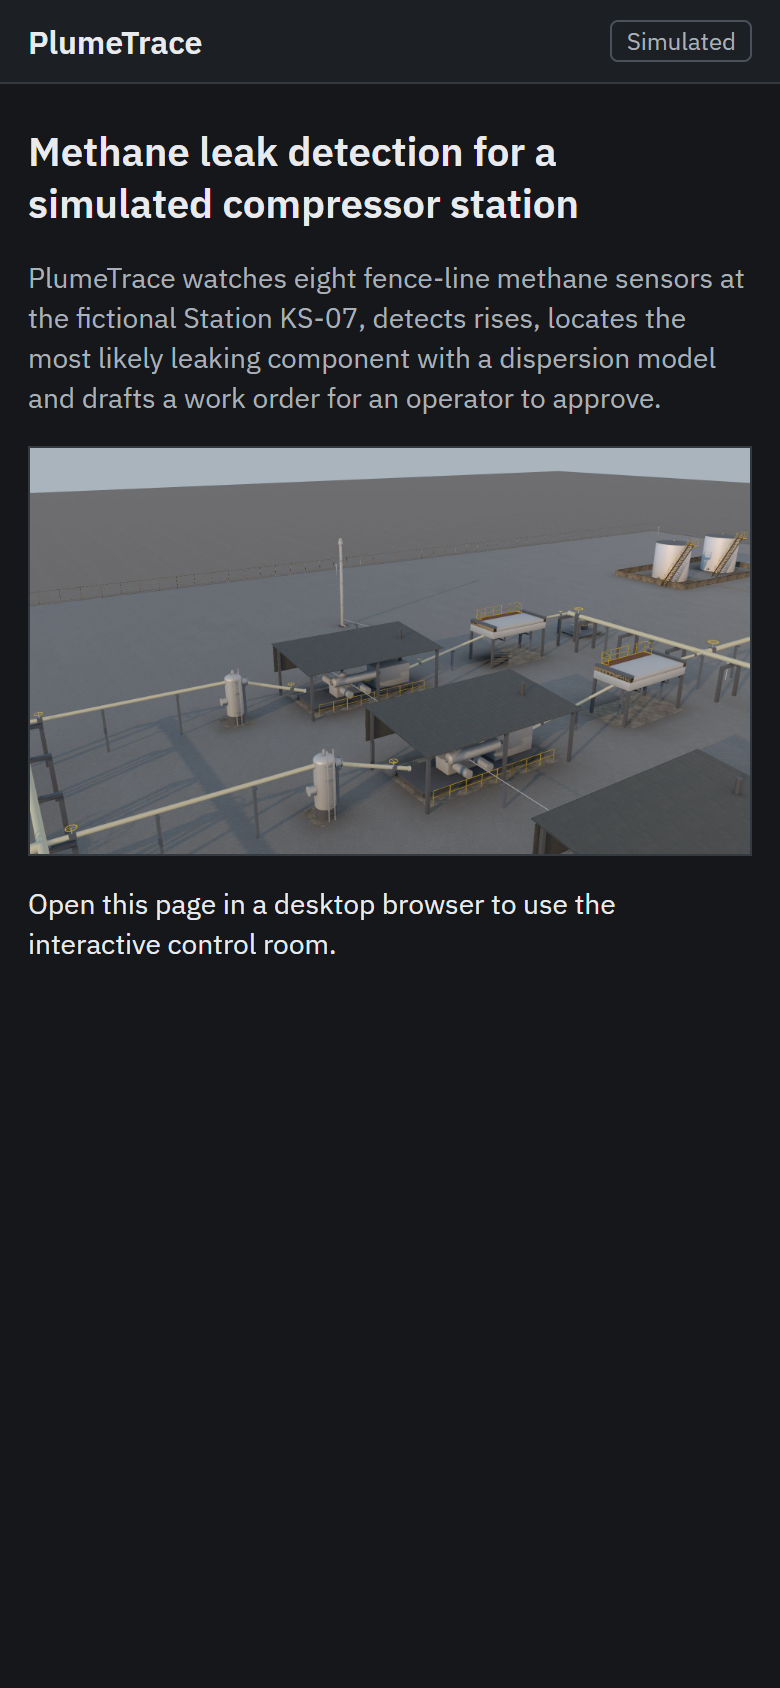 PlumeTrace
Simulated
Methane leak detection for a
simulated compressor station
PlumeTrace watches eight fence-line methane sensors at
the fictional Station KS-07, detects rises, locates the
most likely leaking component with a dispersion model
and drafts a work order for an operator to approve.
Open this page in a desktop browser to use the
interactive control room.